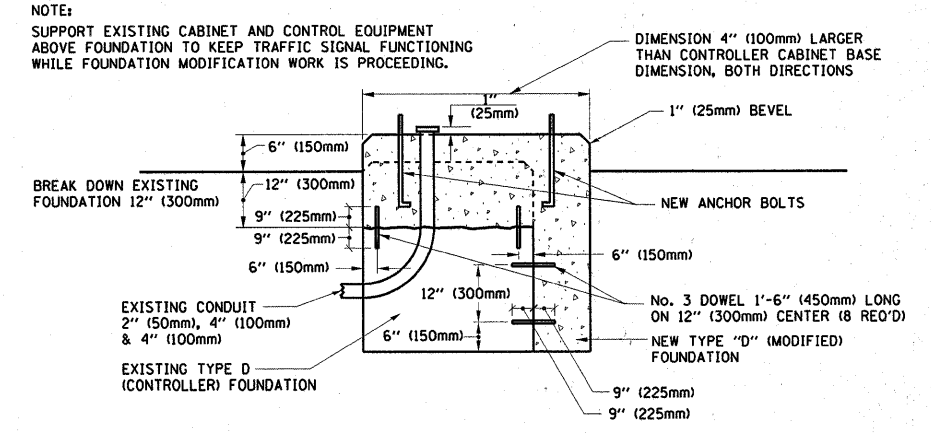 NOTE:
SUPPORT EXISTING CABINET AND CONTROL EQUIPMENT
ABOVE FOUNDATION TO KEEP TRAFFIC SIGNAL FUNCTIONING
WHILE FOUNDATION MODIFICATION WORK IS PROCEEDING.
DIMENSION 4" (100mm) LARGER
THAN CONTROLLER CABINET BASE
DIMENSION, BOTH DIRECTIONS
1"
(25mm)
1" (25mm) BEVEL
6" (150mm)
BREAK DOWN EXISTING
FOUNDATION 12" (300mm)
12" (300mm)
NEW ANCHOR BOLTS
9" (225mm)
9" (225mm)
6" (150mm)
6" (150mm)
EXISTING CONDUIT
2" (50mm), 4" (100mm)
& 4" (100mm)
12" (300mm)
No. 3 DOWEL 1'-6" (450mm) LONG
ON 12" (300mm) CENTER (8 REQ'D)
6" (150mm)
NEW TYPE "D" (MODIFIED)
FOUNDATION
EXISTING TYPE D
(CONTROLLER) FOUNDATION
9" (225mm)
9" (225mm)